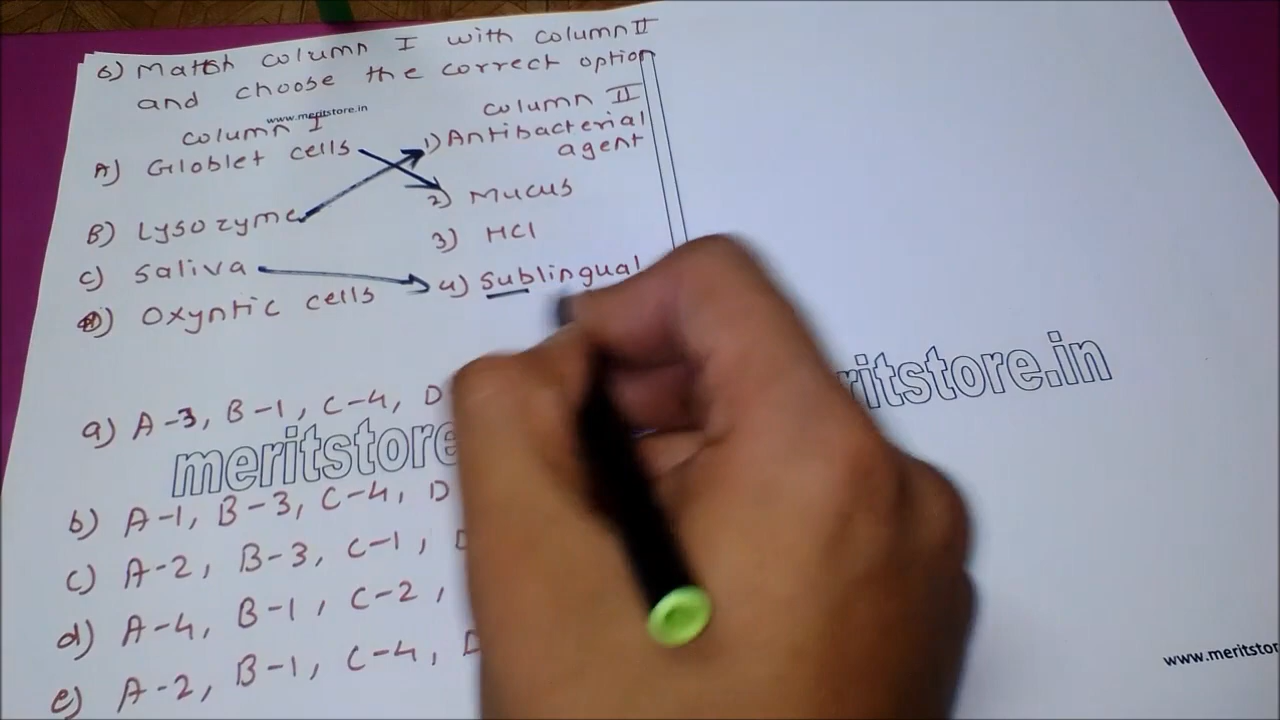 6) Match column I with column II
and choose the correct option
www.meritstore.in
column I column II
A) Globlet cells 1) Antibacterial
agent
B) Lysozyme 2) Mucus
3) HCl
C) Saliva 4) Sublingual
D) Oxyntic cells
a) A-3, B-1, C-4, D
meritstore
ritstore.in
b) A-1, B-3, C-4, D
c) A-2, B-3, C-1, D
d) A-4, B-1, C-2,
e) A-2, B-1, C-4, D
www.meritstor